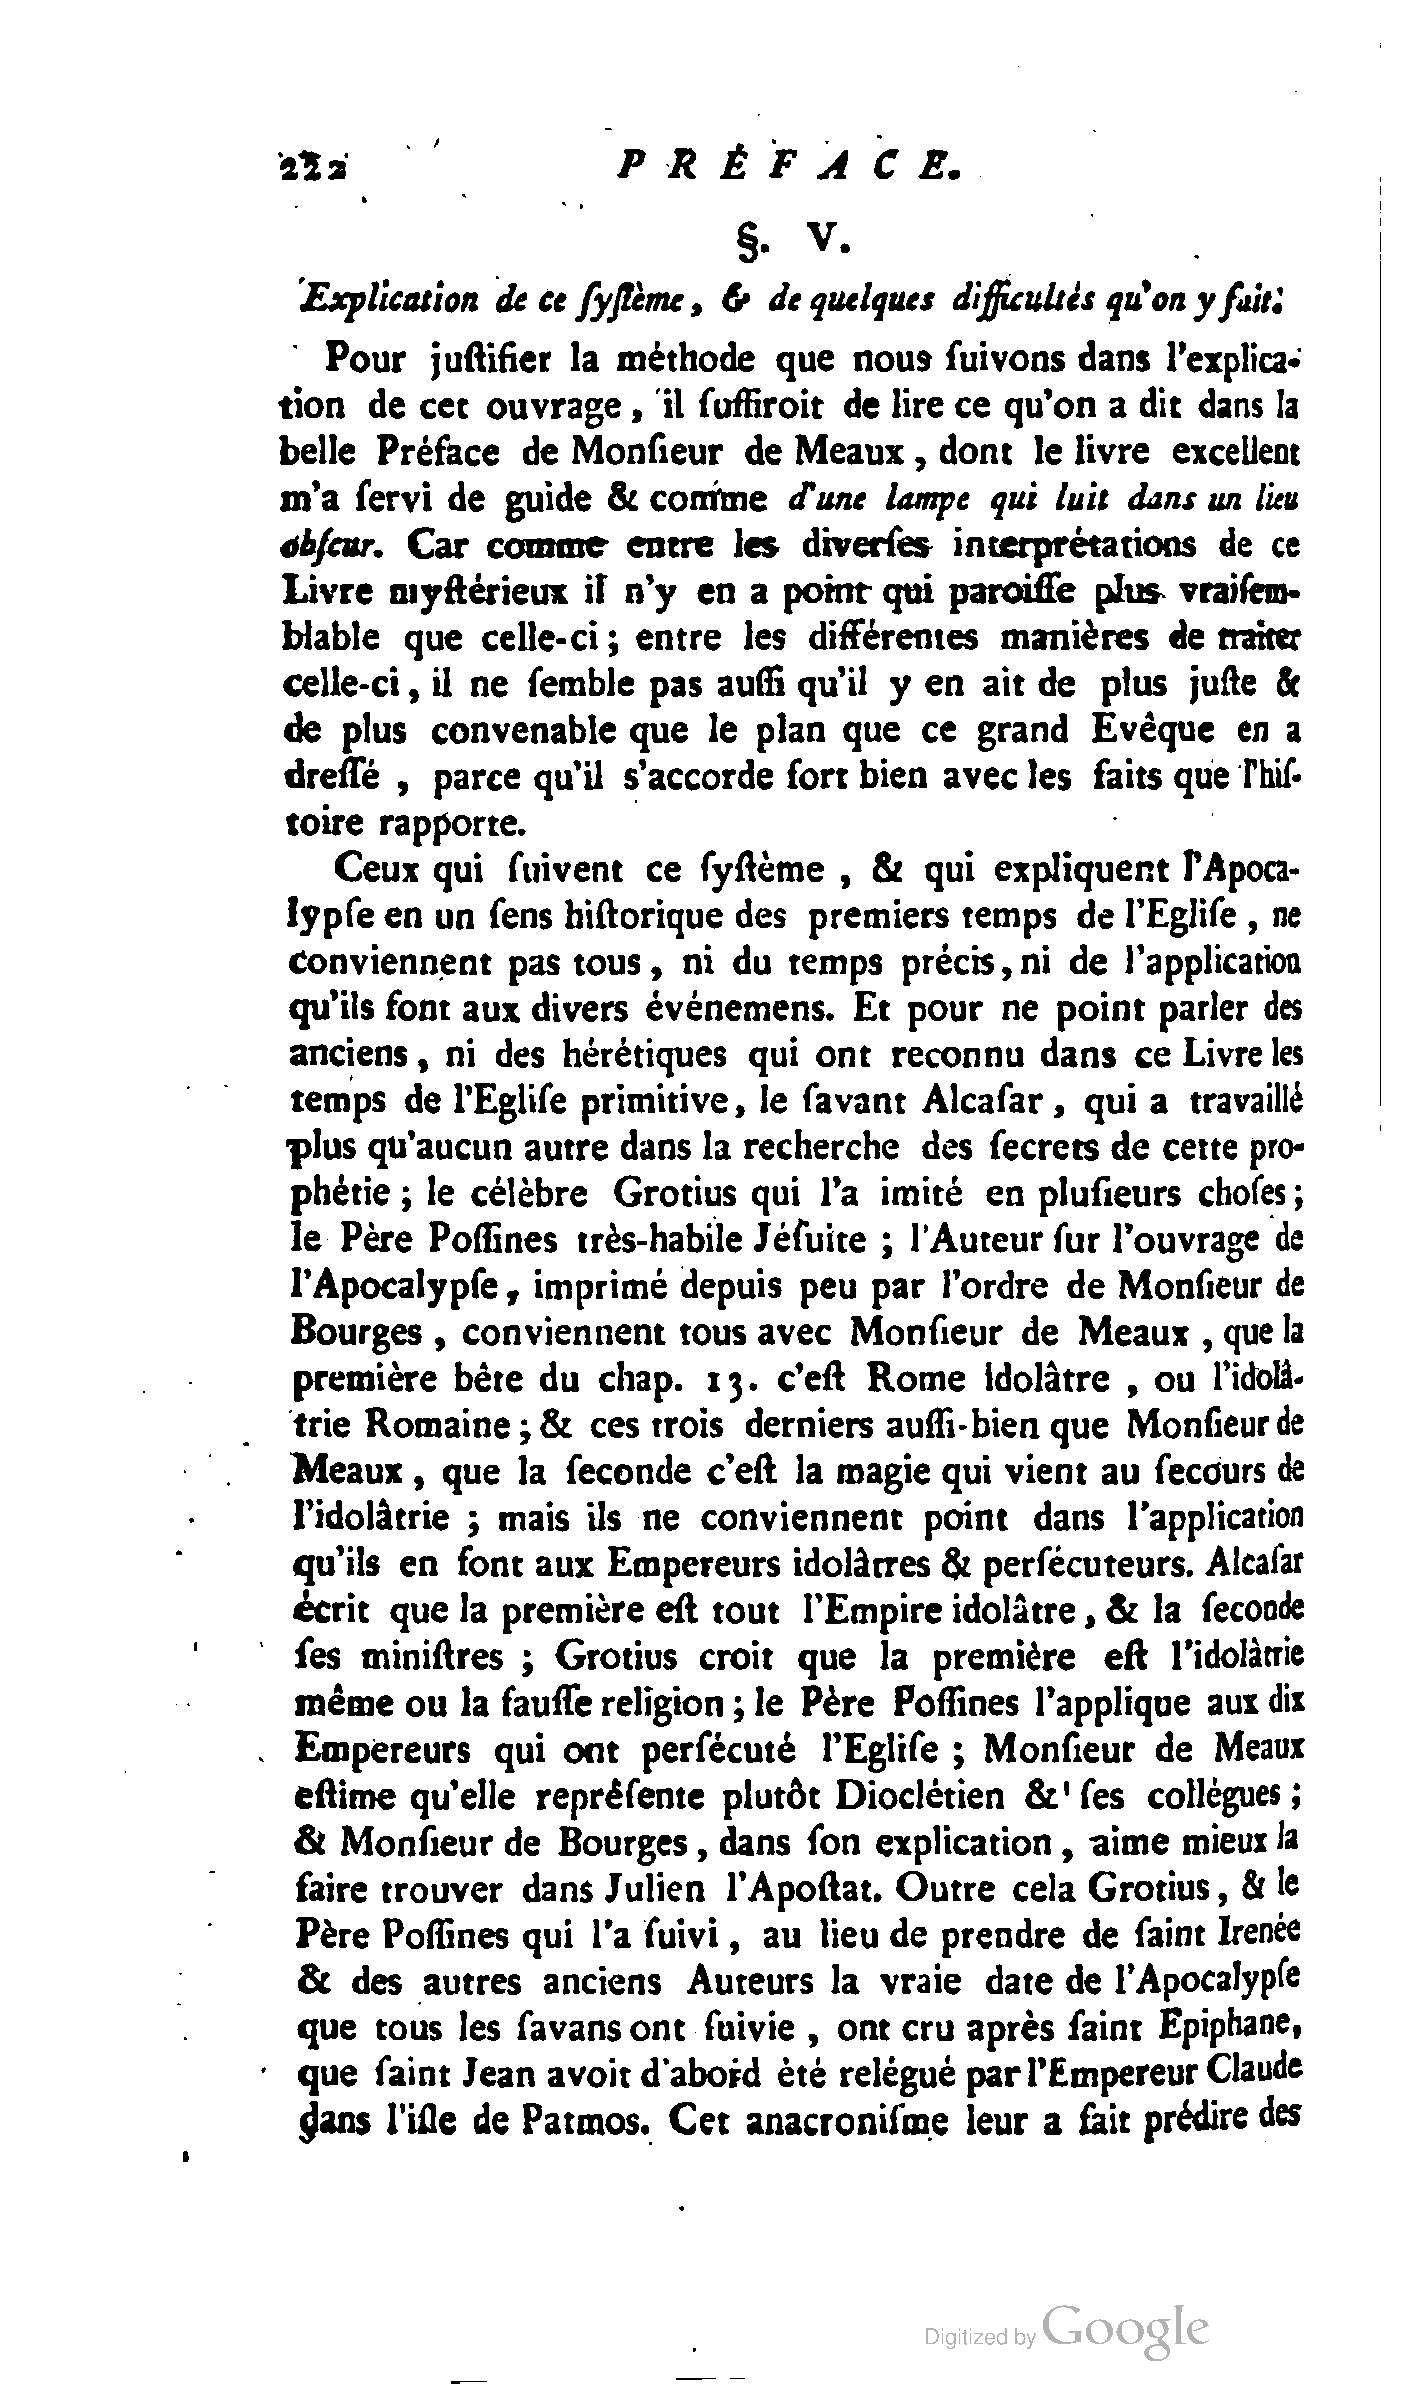 222 PRÉFACE.
§. V.
Explication de ce ſyſtème, & de quelques difficultés qu'on y fait.
Pour juſtifier la méthode que nous ſuivons dans l'explica-
tion de cet ouvrage, il ſuffiroit de lire ce qu'on a dit dans la
belle Préface de Monſieur de Meaux, dont le livre excellent
m'a ſervi de guide & comme d'une lampe qui luit dans un lieu
obſcur. Car comme entre les diverſes interprétations de ce
Livre myſtérieux il n'y en a point qui paroiſſe plus vraiſem-
blable que celle-ci; entre les différentes manières de traiter
celle-ci, il ne ſemble pas auſſi qu'il y en ait de plus juſte &
de plus convenable que le plan que ce grand Evêque en a
dreſſé, parce qu'il s'accorde fort bien avec les faits que l'hiſ-
toire rapporte.
Ceux qui ſuivent ce ſyſtème, & qui expliquent l'Apoca-
lypſe en un ſens hiſtorique des premiers temps de l'Egliſe, ne
conviennent pas tous, ni du temps précis, ni de l'application
qu'ils font aux divers événemens. Et pour ne point parler des
anciens, ni des hérétiques qui ont reconnu dans ce Livre les
temps de l'Egliſe primitive, le ſavant Alcaſar, qui a travaillé
plus qu'aucun autre dans la recherche des ſecrets de cette pro-
phétie; le célèbre Grotius qui l'a imité en pluſieurs choſes;
le Père Poſſines très-habile Jéſuite; l'Auteur ſur l'ouvrage de
l'Apocalypſe, imprimé depuis peu par l'ordre de Monſieur de
Bourges, conviennent tous avec Monſieur de Meaux, que la
première bête du chap. 13. c'eſt Rome idolâtre, ou l'idolâ-
trie Romaine; & ces trois derniers auſſi-bien que Monſieur de
Meaux, que la ſeconde c'eſt la magie qui vient au ſecours de
l'idolâtrie; mais ils ne conviennent point dans l'application
qu'ils en font aux Empereurs idolâtres & perſécuteurs. Alcaſar
écrit que la première eſt tout l'Empire idolâtre, & la ſeconde
ſes miniſtres; Grotius croit que la première eſt l'idolâtrie
même ou la fauſſe religion; le Père Poſſines l'applique aux dix
Empereurs qui ont perſécuté l'Egliſe; Monſieur de Meaux
eſtime qu'elle repréſente plutôt Dioclétien & ſes collégues;
& Monſieur de Bourges, dans ſon explication, aime mieux la
faire trouver dans Julien l'Apoſtat. Outre cela Grotius, & le
Père Poſſines qui l'a ſuivi, au lieu de prendre de ſaint Irenée
& des autres anciens Auteurs la vraie date de l'Apocalypſe
que tous les ſavans ont ſuivie, ont cru après ſaint Epiphane,
que ſaint Jean avoit d'abord été relégué par l'Empereur Claude
dans l'iſle de Patmos. Cet anacroniſme leur a fait prédire des
Digitized by Google